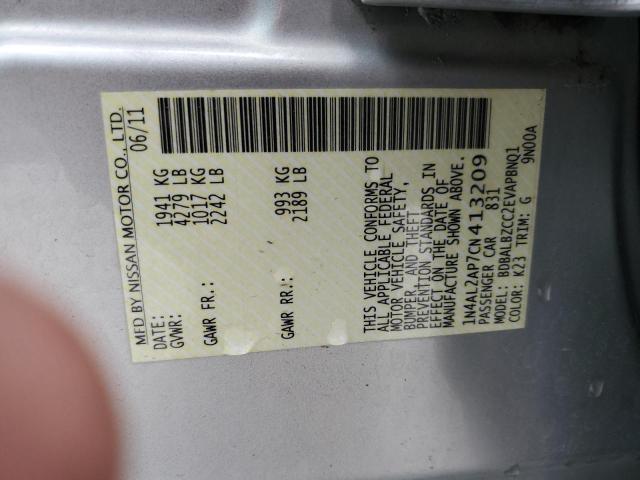 MFD BY NISSAN MOTOR CO., LTD.
DATE: 06/11
GVWR: 1941 KG
4279 LB
GAWR FR.: 1017 KG
2242 LB
GAWR RR.: 993 KG
2189 LB
THIS VEHICLE CONFORMS TO
ALL APPLICABLE FEDERAL
MOTOR VEHICLE SAFETY,
BUMPER, AND THEFT
PREVENTION STANDARDS IN
EFFECT ON THE DATE OF
MANUFACTURE SHOWN ABOVE.
1N4AL2AP7CN413209
PASSENGER CAR 831
MODEL: BDBALBZCC2EVAPBNQ1
COLOR: K23 TRIM: G 9N00A